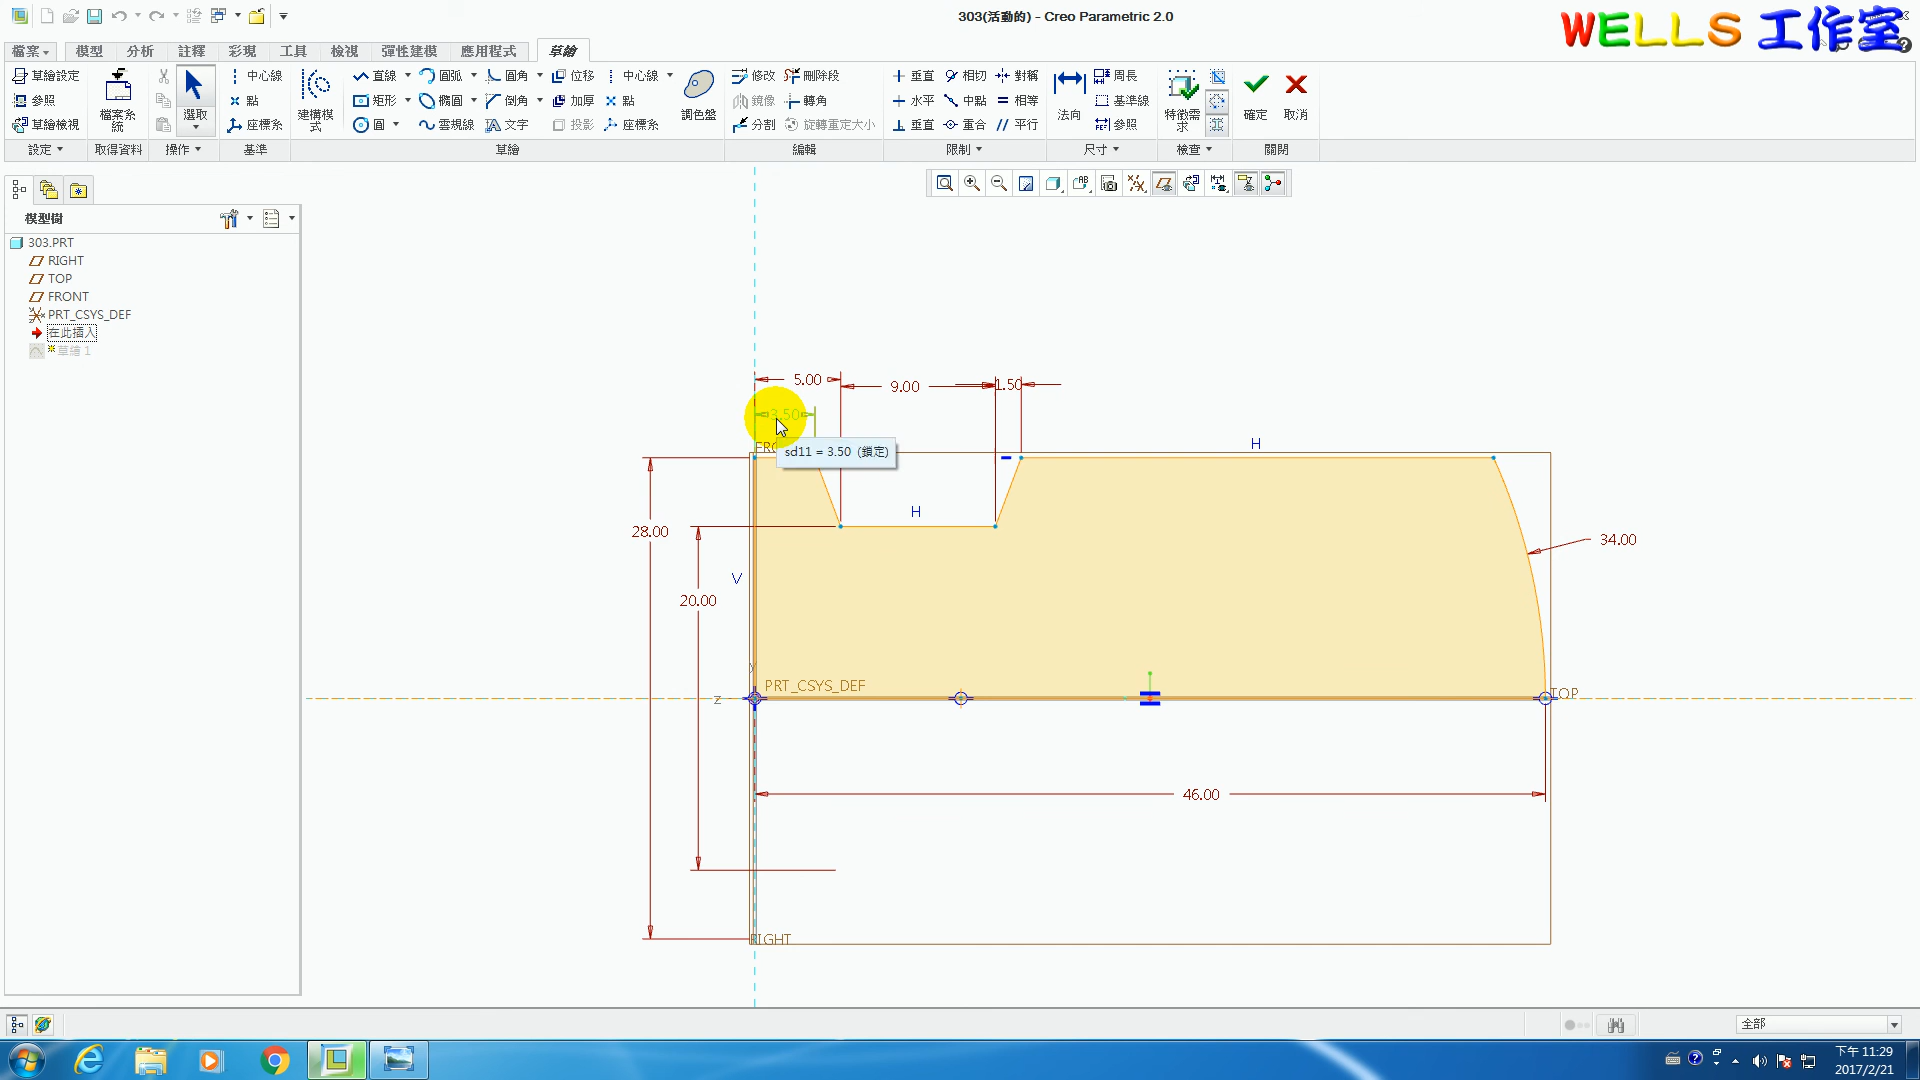 303(活動的) - Creo Parametric 2.0
WELLS 工作室
檔案 模型 分析 註釋 彩現 工具 檢視 彈性建模 應用程式 草繪
草繪設定 中心線 直線 圓弧 圓角 位移 中心線 修改 刪除段 垂直 相切 對稱 周長
參照 點 矩形 橢圓 倒角 加厚 點 鏡像 轉角 水平 中點 相等 基準線
草繪檢視 座標系 圓 雲規線 文字 投影 座標系 分割 旋轉重定大小 垂直 重合 平行 參照
檔案系統 選取 建構模式 調色盤 法向 特徵需求 確定 取消
設定 取得資料 操作 基準 草繪 編輯 限制 尺寸 檢查 關閉
模型樹
303.PRT
RIGHT
TOP
FRONT
PRT_CSYS_DEF
在此插入
草繪 1
5.00
9.00
1.50
3.50
sd11 = 3.50 (鎖定)
H
H
28.00
34.00
V
20.00
PRT_CSYS_DEF
Z
TOP
46.00
RIGHT
全部
下午 11:29
2017/2/21